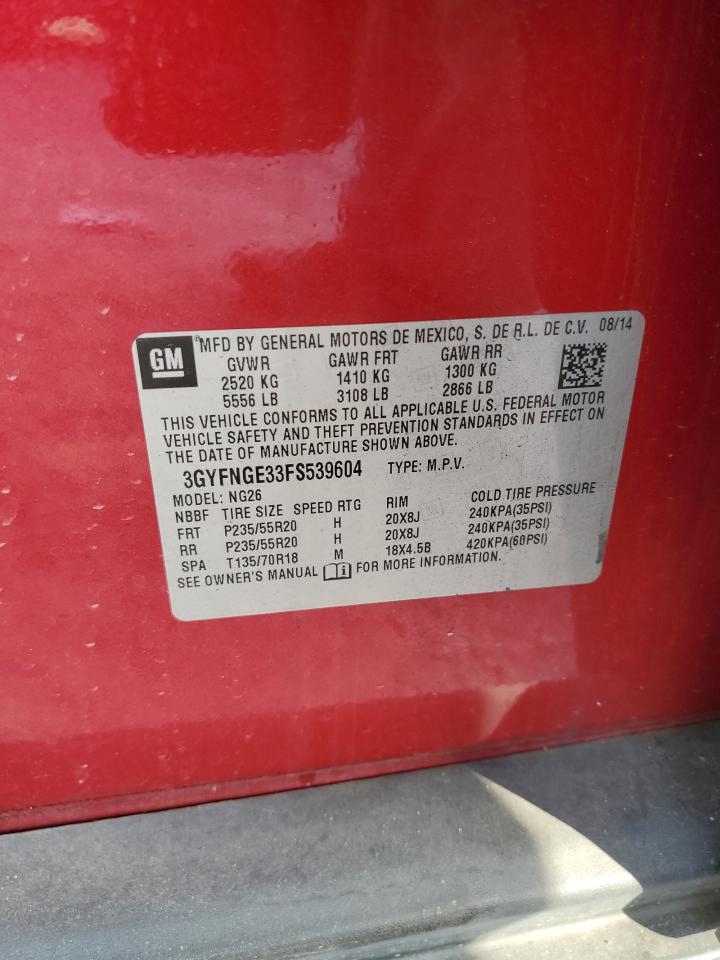 GM
MFD BY GENERAL MOTORS DE MEXICO, S. DE R.L. DE C.V. 08/14
GVWR GAWR FRT GAWR RR
2520 KG 1410 KG 1300 KG
5556 LB 3108 LB 2866 LB
THIS VEHICLE CONFORMS TO ALL APPLICABLE U.S. FEDERAL MOTOR
VEHICLE SAFETY AND THEFT PREVENTION STANDARDS IN EFFECT ON
THE DATE OF MANUFACTURE SHOWN ABOVE.
3GYFNGE33FS539604 TYPE: M.P.V.
MODEL: NG26
NBBF TIRE SIZE SPEED RTG RIM COLD TIRE PRESSURE
FRT P235/55R20 H 20X8J 240KPA(35PSI)
RR P235/55R20 H 20X8J 240KPA(35PSI)
SPA T135/70R18 M 18X4.5B 420KPA(60PSI)
SEE OWNER'S MANUAL FOR MORE INFORMATION.